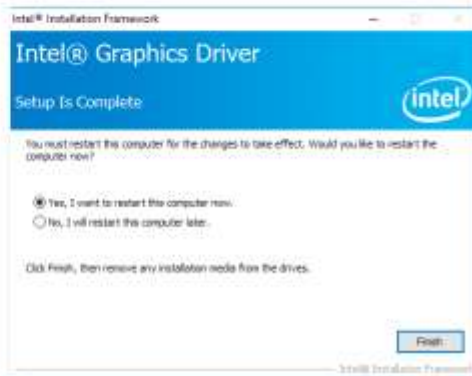 Intel® Installation Framework
Intel® Graphics Driver
Setup Is Complete
intel
You must restart this computer for the changes to take effect. Would you like to restart the
computer now?
Yes, I want to restart this computer now.
No, I will restart this computer later.
Click Finish, then remove any installation media from the drives.
Finish
Intel® Installation Framework